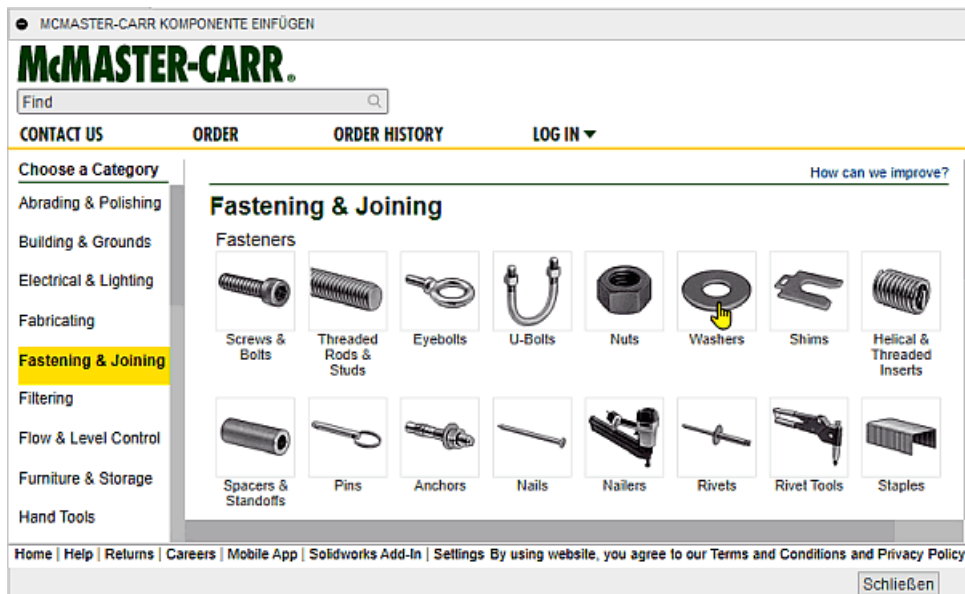 MCMASTER-CARR KOMPONENTE EINFÜGEN
McMASTER-CARR.
Find
CONTACT US ORDER ORDER HISTORY LOG IN
Choose a Category
How can we improve?
Abrading & Polishing
Building & Grounds
Electrical & Lighting
Fabricating
Fastening & Joining
Filtering
Flow & Level Control
Furniture & Storage
Hand Tools
Fastening & Joining
Fasteners
Screws & Bolts
Threaded Rods & Studs
Eyebolts
U-Bolts
Nuts
Washers
Shims
Helical & Threaded Inserts
Spacers & Standoffs
Pins
Anchors
Nails
Nailers
Rivets
Rivet Tools
Staples
Home | Help | Returns | Careers | Mobile App | Solidworks Add-In | Settings By using website, you agree to our Terms and Conditions and Privacy Policy
Schließen